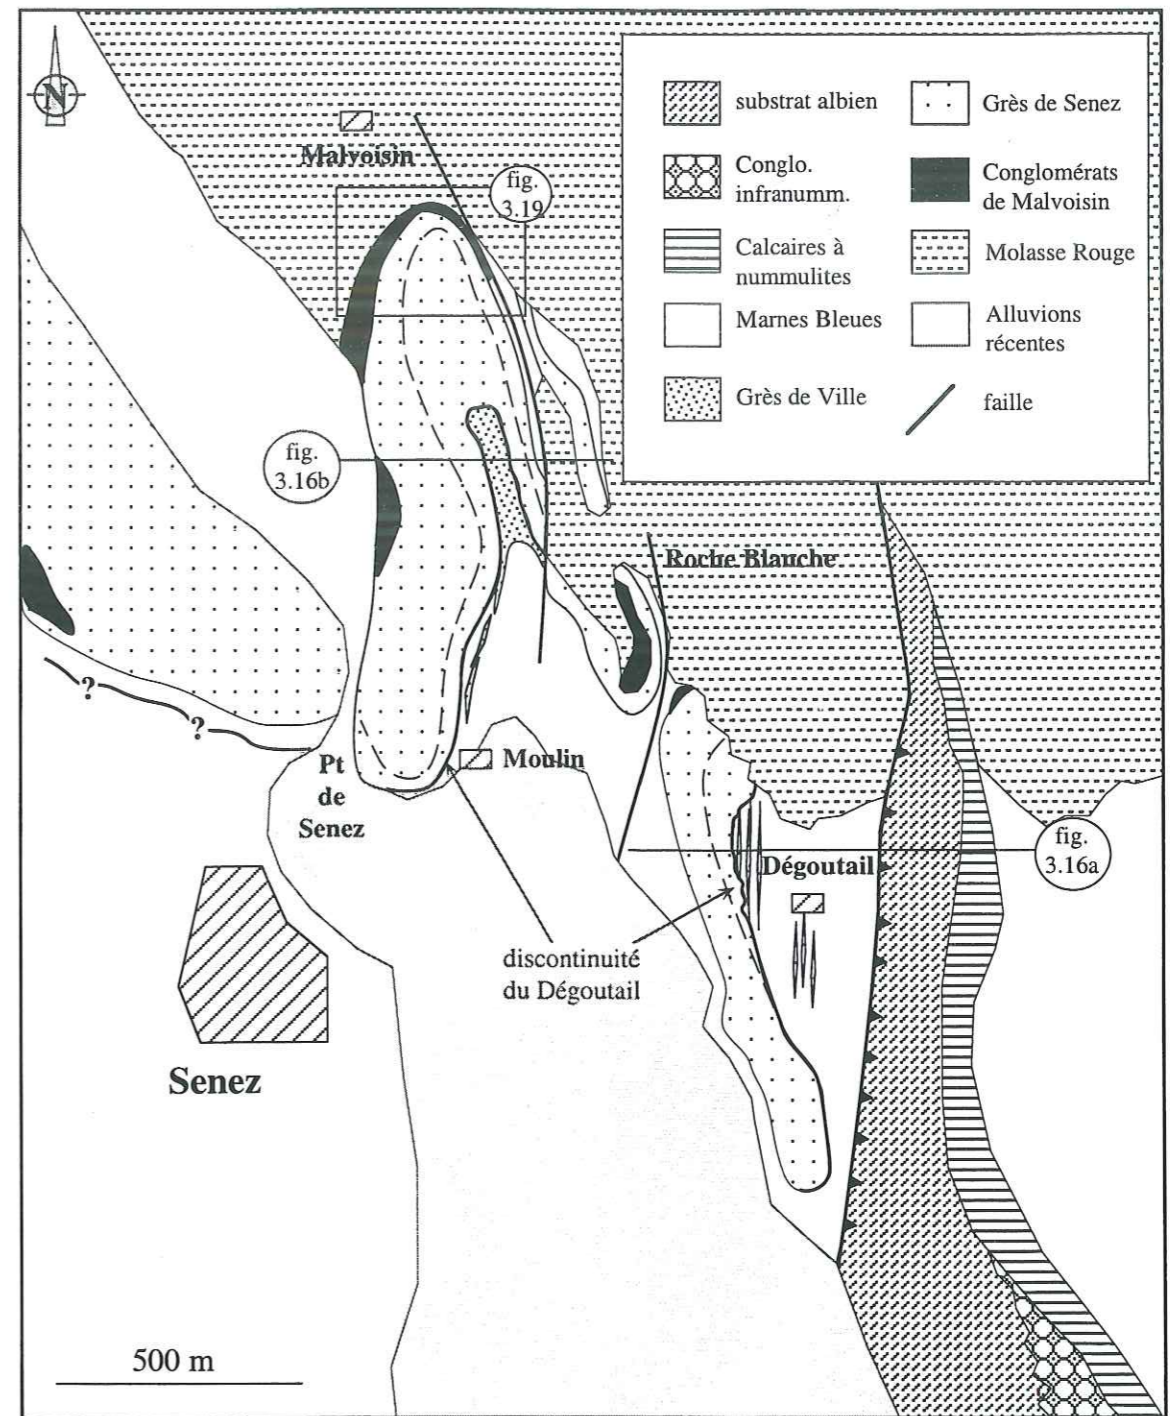 N
Malvoisin
fig.
3.19
substrat albien
Conglo.
infranumm.
Calcaires à
nummulites
Marnes Bleues
Grès de Ville
Grès de Senez
Conglomérats
de Malvoisin
Molasse Rouge
Alluvions
récentes
faille
fig.
3.16b
Roche Blanche
?
?
Pt
de
Senez
Moulin
fig.
3.16a
Dégoutail
discontinuité
du Dégoutail
Senez
500 m